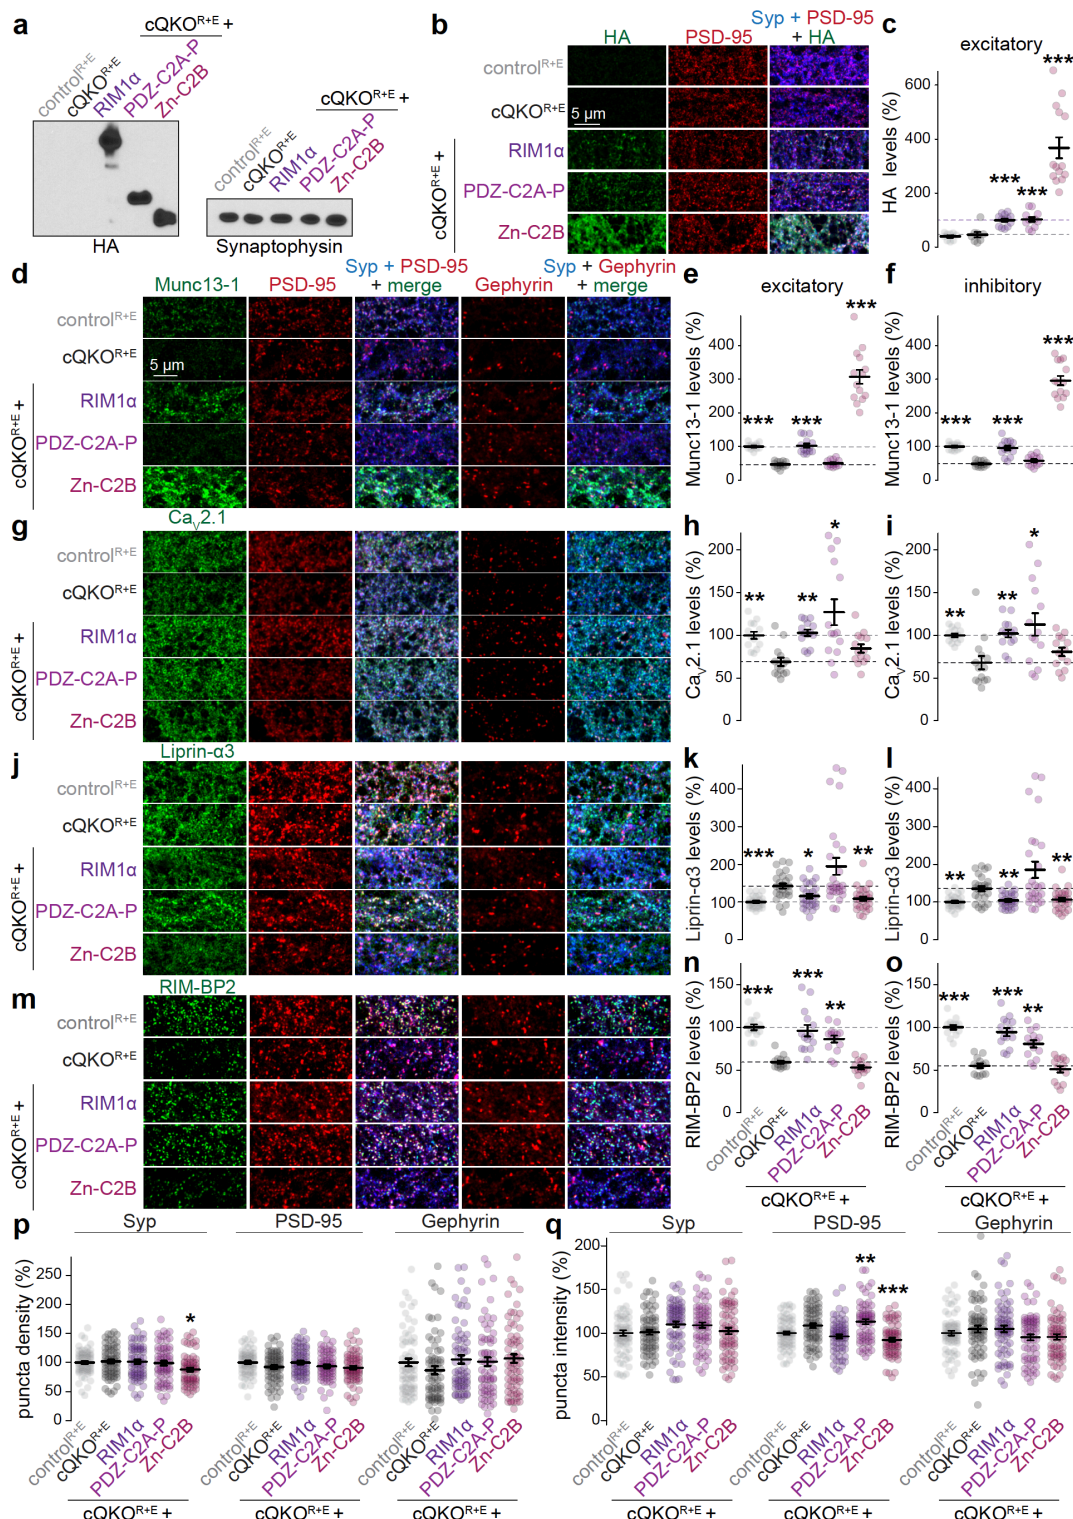 a
cQKOR+E +
controlR+E
cQKOR+E
RIM1α
PDZ-C2A-P
Zn-C2B
HA
cQKOR+E +
controlR+E
cQKOR+E
RIM1α
PDZ-C2A-P
Zn-C2B
Synaptophysin
b
HA
PSD-95
Syp + PSD-95
+ HA
controlR+E
cQKOR+E
5 µm
cQKOR+E +
RIM1α
PDZ-C2A-P
Zn-C2B
c
excitatory
HA levels (%)
600
400
200
0
***
***
***
d
Munc13-1
PSD-95
Syp + PSD-95
+ merge
Gephyrin
Syp + Gephyrin
+ merge
controlR+E
cQKOR+E
5 µm
cQKOR+E +
RIM1α
PDZ-C2A-P
Zn-C2B
e
excitatory
Munc13-1 levels (%)
400
300
200
100
0
***
***
***
f
inhibitory
Munc13-1 levels (%)
400
300
200
100
0
***
***
***
g
CaV2.1
controlR+E
cQKOR+E
cQKOR+E +
RIM1α
PDZ-C2A-P
Zn-C2B
h
CaV2.1 levels (%)
200
150
100
50
0
**
**
*
i
CaV2.1 levels (%)
200
150
100
50
0
**
**
*
j
Liprin-α3
controlR+E
cQKOR+E
cQKOR+E +
RIM1α
PDZ-C2A-P
Zn-C2B
k
Liprin-α3 levels (%)
400
300
200
100
0
***
*
**
l
Liprin-α3 levels (%)
400
300
200
100
0
**
**
**
m
RIM-BP2
controlR+E
cQKOR+E
cQKOR+E +
RIM1α
PDZ-C2A-P
Zn-C2B
n
RIM-BP2 levels (%)
150
100
50
0
***
***
**
controlR+E
cQKOR+E
RIM1α
PDZ-C2A-P
Zn-C2B
cQKOR+E +
o
RIM-BP2 levels (%)
150
100
50
0
***
***
**
controlR+E
cQKOR+E
RIM1α
PDZ-C2A-P
Zn-C2B
cQKOR+E +
p
Syp
PSD-95
Gephyrin
puncta density (%)
250
200
150
100
50
0
*
controlR+E
cQKOR+E
RIM1α
PDZ-C2A-P
Zn-C2B
cQKOR+E +
controlR+E
cQKOR+E
RIM1α
PDZ-C2A-P
Zn-C2B
cQKOR+E +
controlR+E
cQKOR+E
RIM1α
PDZ-C2A-P
Zn-C2B
cQKOR+E +
q
Syp
PSD-95
Gephyrin
puncta intensity (%)
200
150
100
50
0
**
***
controlR+E
cQKOR+E
RIM1α
PDZ-C2A-P
Zn-C2B
cQKOR+E +
controlR+E
cQKOR+E
RIM1α
PDZ-C2A-P
Zn-C2B
cQKOR+E +
controlR+E
cQKOR+E
RIM1α
PDZ-C2A-P
Zn-C2B
cQKOR+E +